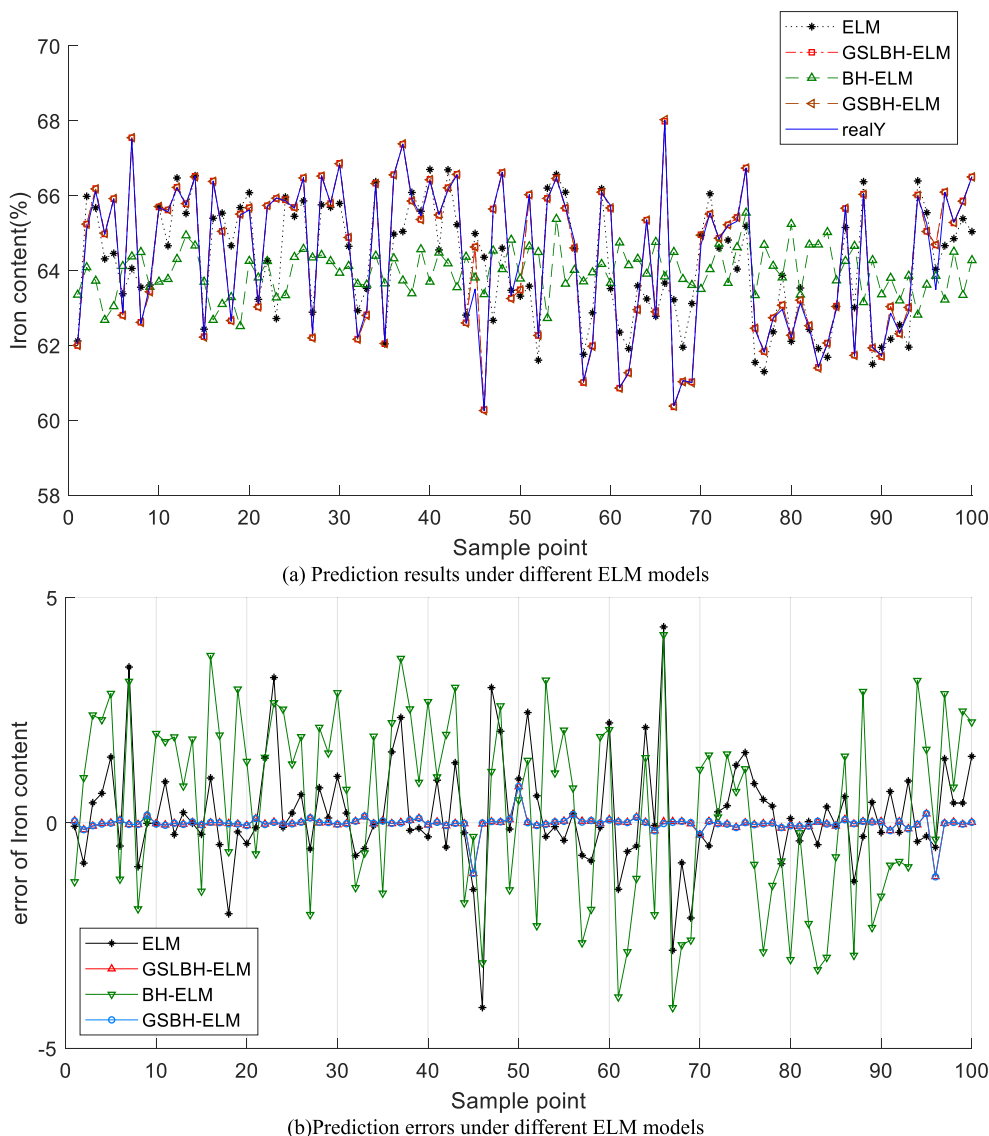 70
68
66
64
62
60
58
Iron content(%)
ELM
GSLBH-ELM
BH-ELM
GSBH-ELM
realY
0 10 20 30 40 50 60 70 80 90 100
Sample point
(a) Prediction results under different ELM models
5
0
-5
error of Iron content
ELM
GSLBH-ELM
BH-ELM
GSBH-ELM
0 10 20 30 40 50 60 70 80 90 100
Sample point
(b)Prediction errors under different ELM models